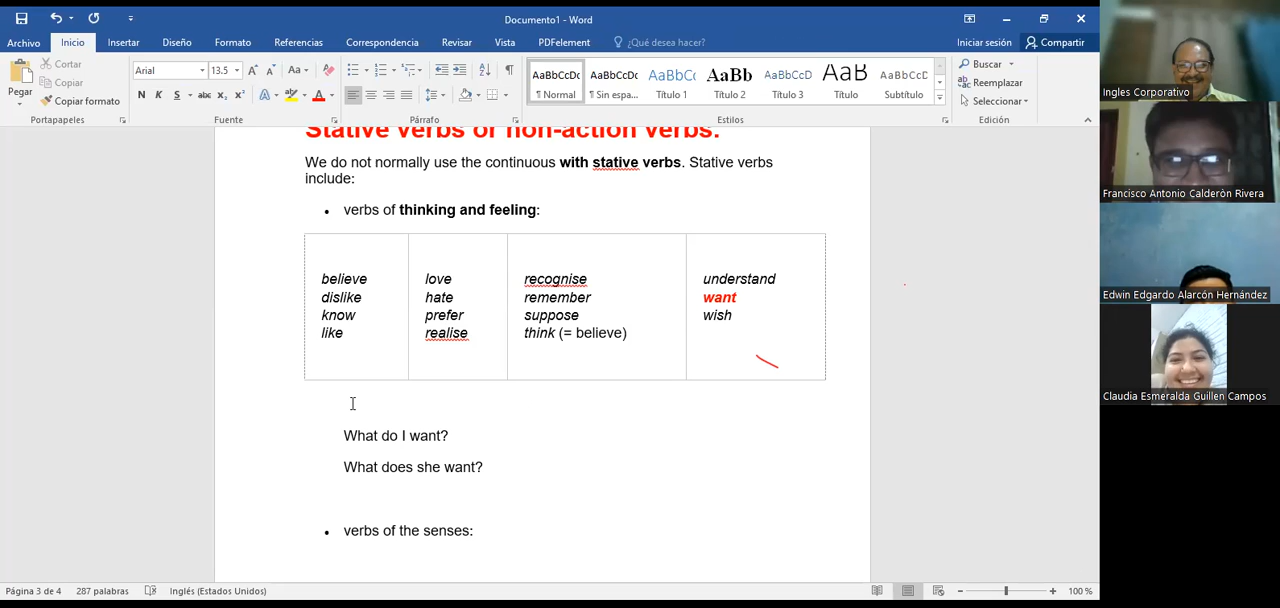 Documento1 - Word
Archivo Inicio Insertar Diseño Formato Referencias Correspondencia Revisar Vista PDFelement ¿Qué desea hacer? Iniciar sesión Compartir
Pegar
Cortar
Copiar
Copiar formato
Portapapeles
Arial 13.5
Fuente
Párrafo
AaBbCcDc AaBbCcDc AaBbC AaBb AaBbCcD AaB AaBbCcD
¶ Normal ¶ Sin espa... Título 1 Título 2 Título 3 Título Subtítulo
Estilos
Buscar
Reemplazar
Seleccionar
Edición
Stative verbs or non-action verbs.
We do not normally use the continuous with stative verbs. Stative verbs
include:
• verbs of thinking and feeling:
believe love recognise understand
dislike hate remember want
know prefer suppose wish
like realise think (= believe)
What do I want?
What does she want?
• verbs of the senses:
Página 3 de 4 287 palabras Inglés (Estados Unidos) 100 %
Ingles Corporativo
Francisco Antonio Calderòn Rivera
Edwin Edgardo Alarcón Hernández
Claudia Esmeralda Guillen Campos